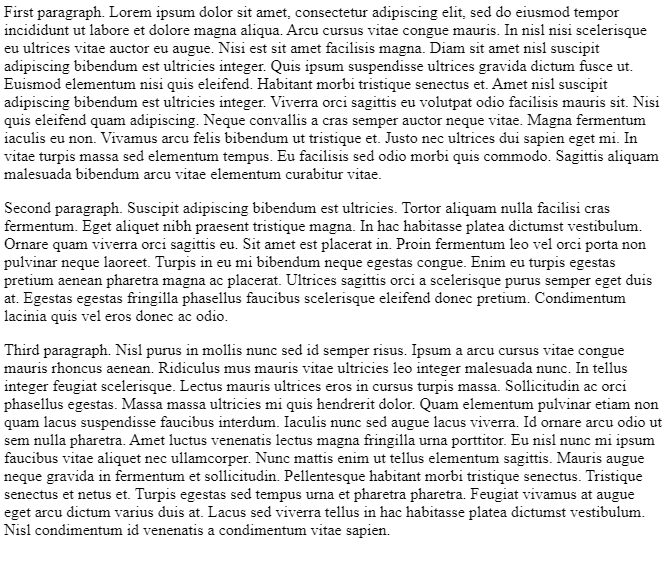 First paragraph. Lorem ipsum dolor sit amet, consectetur adipiscing elit, sed do eiusmod tempor
incididunt ut labore et dolore magna aliqua. Arcu cursus vitae congue mauris. In nisl nisi scelerisque
eu ultrices vitae auctor eu augue. Nisi est sit amet facilisis magna. Diam sit amet nisl suscipit
adipiscing bibendum est ultricies integer. Quis ipsum suspendisse ultrices gravida dictum fusce ut.
Euismod elementum nisi quis eleifend. Habitant morbi tristique senectus et. Amet nisl suscipit
adipiscing bibendum est ultricies integer. Viverra orci sagittis eu volutpat odio facilisis mauris sit. Nisi
quis eleifend quam adipiscing. Neque convallis a cras semper auctor neque vitae. Magna fermentum
iaculis eu non. Vivamus arcu felis bibendum ut tristique et. Justo nec ultrices dui sapien eget mi. In
vitae turpis massa sed elementum tempus. Eu facilisis sed odio morbi quis commodo. Sagittis aliquam
malesuada bibendum arcu vitae elementum curabitur vitae.
Second paragraph. Suscipit adipiscing bibendum est ultricies. Tortor aliquam nulla facilisi cras
fermentum. Eget aliquet nibh praesent tristique magna. In hac habitasse platea dictumst vestibulum.
Ornare quam viverra orci sagittis eu. Sit amet est placerat in. Proin fermentum leo vel orci porta non
pulvinar neque laoreet. Turpis in eu mi bibendum neque egestas congue. Enim eu turpis egestas
pretium aenean pharetra magna ac placerat. Ultrices sagittis orci a scelerisque purus semper eget duis
at. Egestas egestas fringilla phasellus faucibus scelerisque eleifend donec pretium. Condimentum
lacinia quis vel eros donec ac odio.
Third paragraph. Nisl purus in mollis nunc sed id semper risus. Ipsum a arcu cursus vitae congue
mauris rhoncus aenean. Ridiculus mus mauris vitae ultricies leo integer malesuada nunc. In tellus
integer feugiat scelerisque. Lectus mauris ultrices eros in cursus turpis massa. Sollicitudin ac orci
phasellus egestas. Massa massa ultricies mi quis hendrerit dolor. Quam elementum pulvinar etiam non
quam lacus suspendisse faucibus interdum. Iaculis nunc sed augue lacus viverra. Id ornare arcu odio ut
sem nulla pharetra. Amet luctus venenatis lectus magna fringilla urna porttitor. Eu nisl nunc mi ipsum
faucibus vitae aliquet nec ullamcorper. Nunc mattis enim ut tellus elementum sagittis. Mauris augue
neque gravida in fermentum et sollicitudin. Pellentesque habitant morbi tristique senectus. Tristique
senectus et netus et. Turpis egestas sed tempus urna et pharetra pharetra. Feugiat vivamus at augue
eget arcu dictum varius duis at. Lacus sed viverra tellus in hac habitasse platea dictumst vestibulum.
Nisl condimentum id venenatis a condimentum vitae sapien.